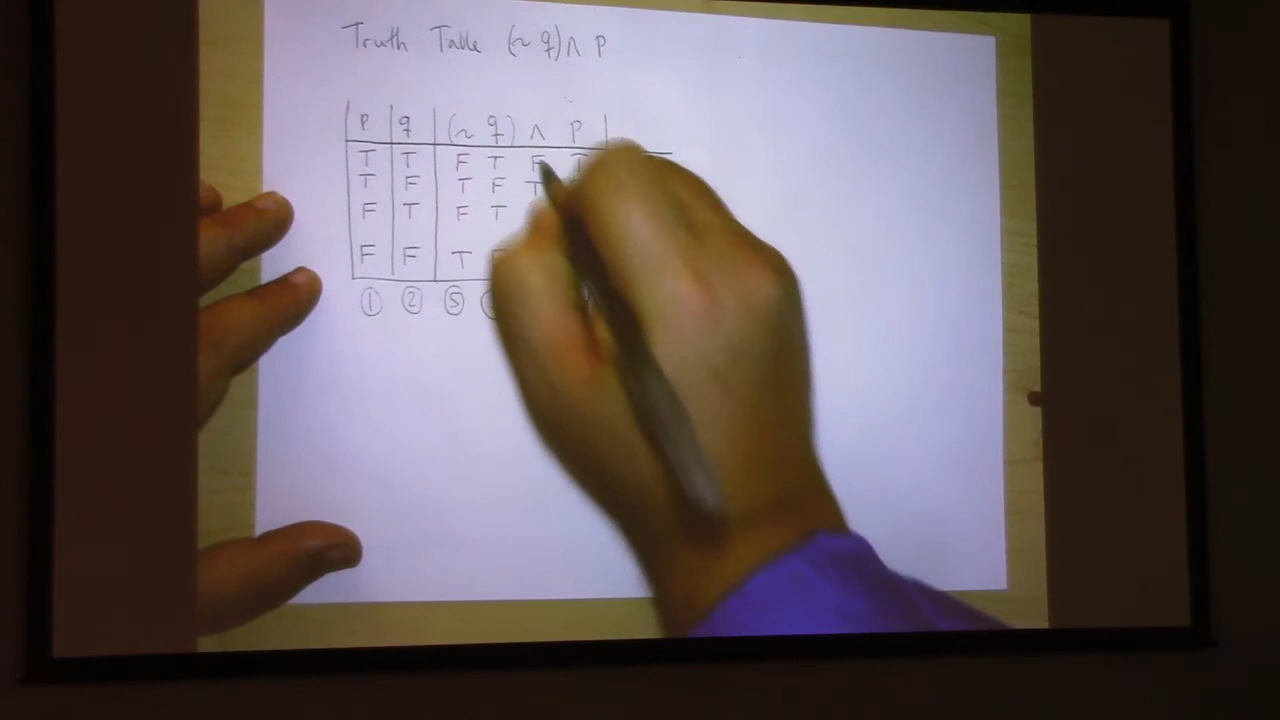 Truth Table (~ q) ∧ P
P q (~ q) ∧ P
T T F T F T
T F T F T
F T F T
F F T
① ② ⑤